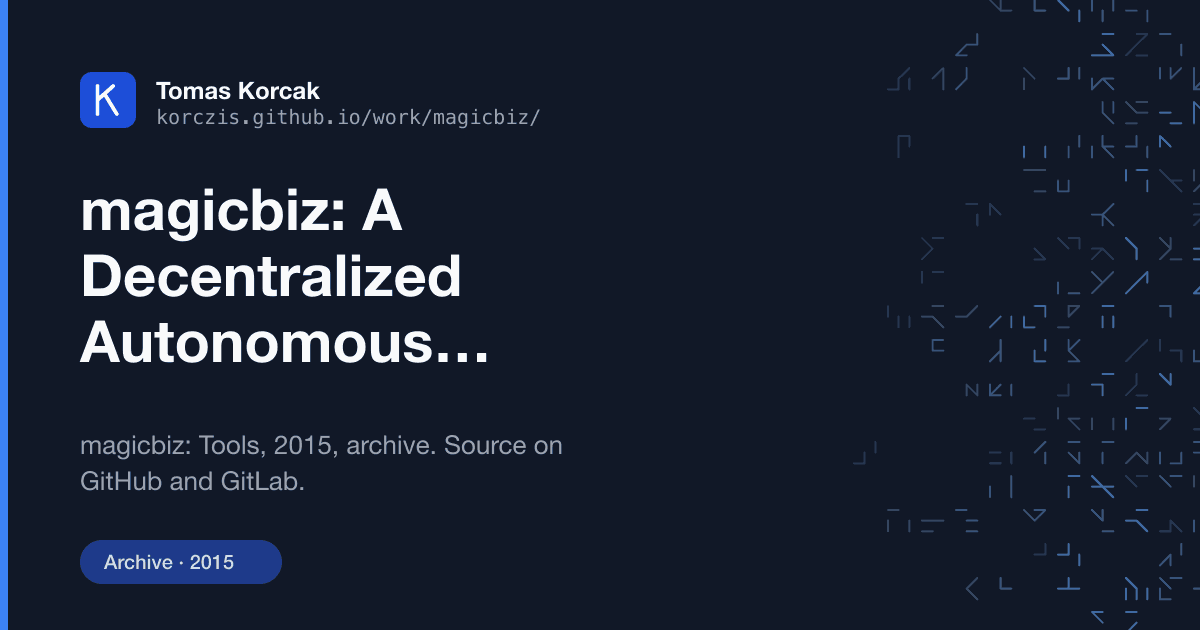 K
Tomas Korcak
korczis.github.io/work/magicbiz/
magicbiz: A
Decentralized
Autonomous…
magicbiz: Tools, 2015, archive. Source on
GitHub and GitLab.
Archive · 2015